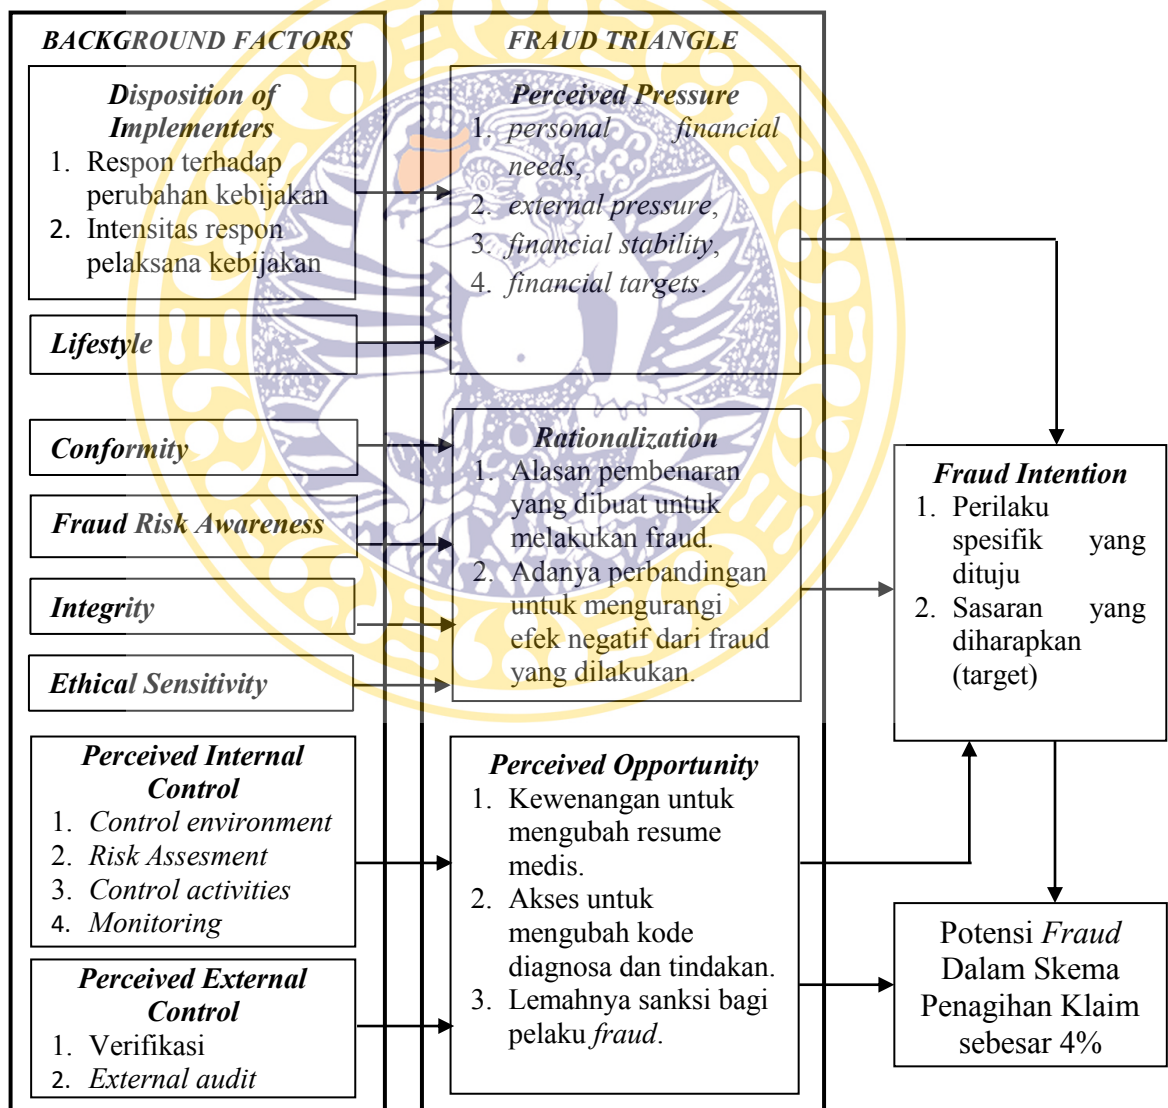 BACKGROUND FACTORS
Disposition of
Implementers
1. Respon terhadap
perubahan kebijakan
2. Intensitas respon
pelaksana kebijakan
Lifestyle
Conformity
Fraud Risk Awareness
Integrity
Ethical Sensitivity
Perceived Internal
Control
1. Control environment
2. Risk Assesment
3. Control activities
4. Monitoring
Perceived External
Control
1. Verifikasi
2. External audit
FRAUD TRIANGLE
Perceived Pressure
1. personal financial
needs,
2. external pressure,
3. financial stability,
4. financial targets.
Rationalization
1. Alasan pembenaran
yang dibuat untuk
melakukan fraud.
2. Adanya perbandingan
untuk mengurangi
efek negatif dari fraud
yang dilakukan.
Perceived Opportunity
1. Kewenangan untuk
mengubah resume
medis.
2. Akses untuk
mengubah kode
diagnosa dan tindakan.
3. Lemahnya sanksi bagi
pelaku fraud.
Fraud Intention
1. Perilaku
spesifik yang
dituju
2. Sasaran yang
diharapkan
(target)
Potensi Fraud
Dalam Skema
Penagihan Klaim
sebesar 4%